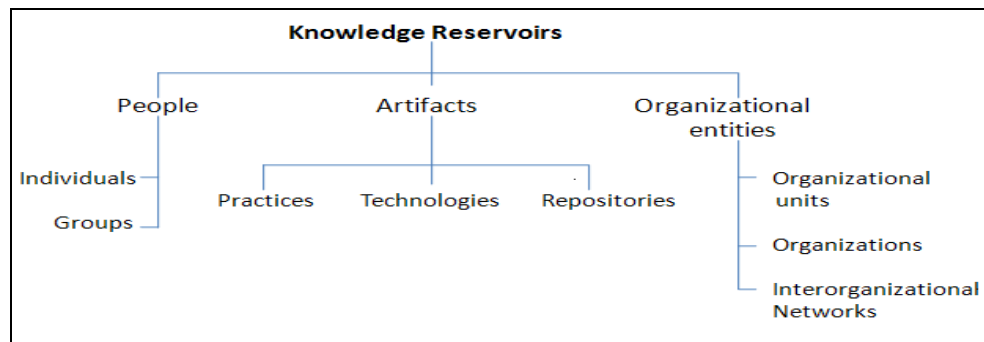 Knowledge Reservoirs
People
Artifacts
Organizational
entities
Individuals
Groups
Practices
Technologies
Repositories
Organizational
units
Organizations
Interorganizational
Networks